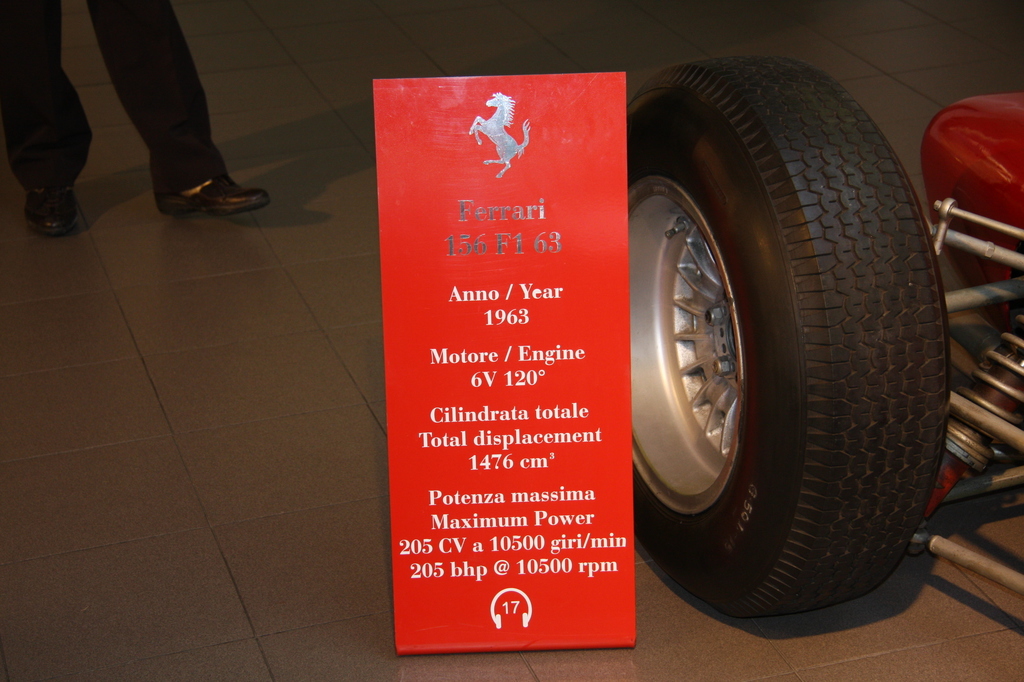 Ferrari
156 F1 63
Anno / Year
1963
Motore / Engine
6V 120°
Cilindrata totale
Total displacement
1476 cm³
Potenza massima
Maximum Power
205 CV a 10500 giri/min
205 bhp @ 10500 rpm
17